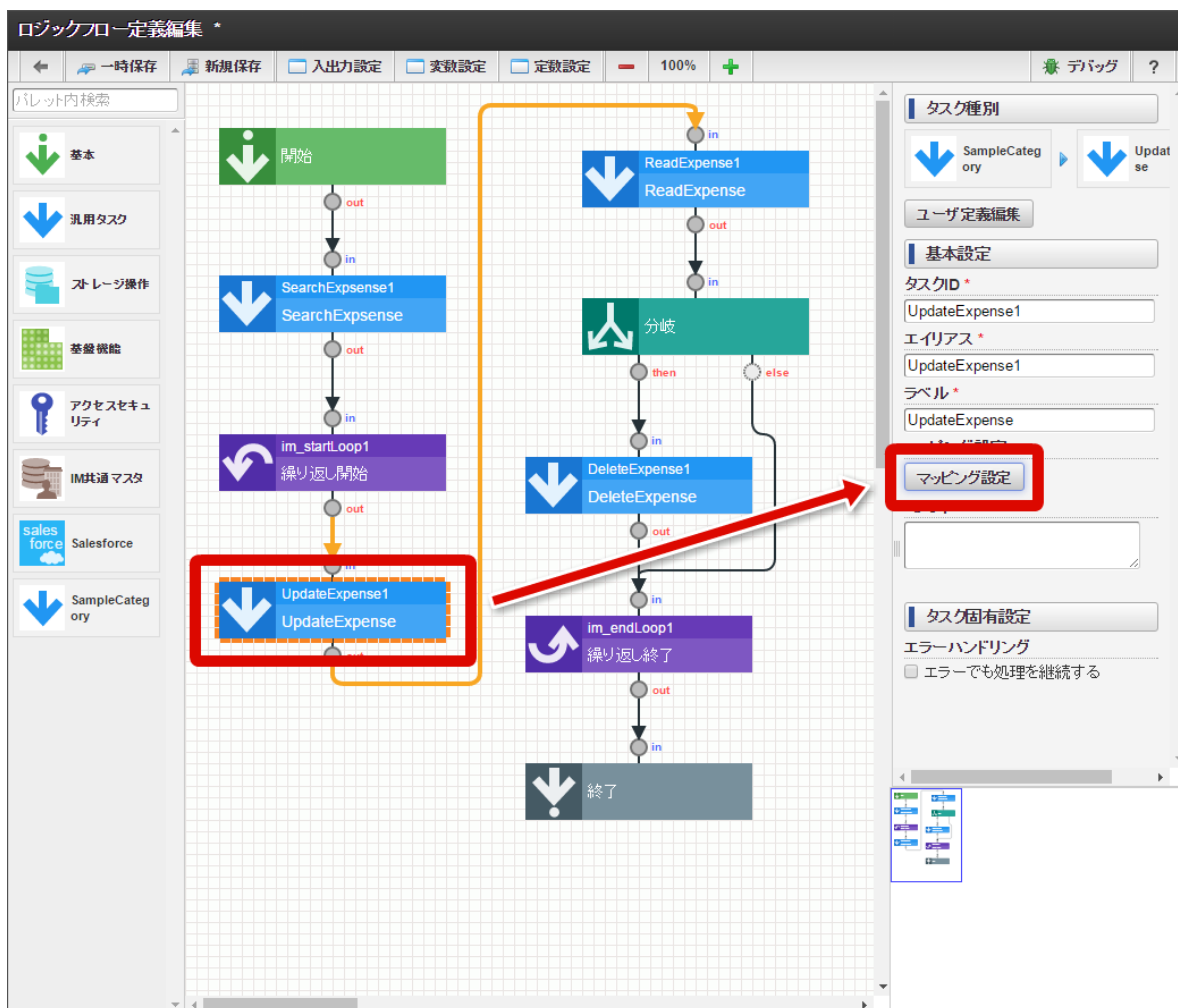 ロジックフロー定義編集 *
一時保存
新規保存
入出力設定
変数設定
定数設定
100%
デバッグ
?
パレット内検索
基本
汎用タスク
ストレージ操作
基盤機能
アクセスセキュ
リティ
IM共通マスタ
sales
force
Salesforce
SampleCateg
ory
開始
out
in
SearchExpsense1
SearchExpsense
out
in
im_startLoop1
繰り返し開始
out
in
UpdateExpense1
UpdateExpense
out
in
ReadExpense1
ReadExpense
out
in
分岐
then
else
in
DeleteExpense1
DeleteExpense
out
in
im_endLoop1
繰り返し終了
out
in
終了
タスク種別
SampleCateg
ory
Updat
se
ユーザ定義編集
基本設定
タスクID *
UpdateExpense1
エイリアス *
UpdateExpense1
ラベル *
UpdateExpense
マッピング設定
タスク固有設定
エラーハンドリング
エラーでも処理を継続する